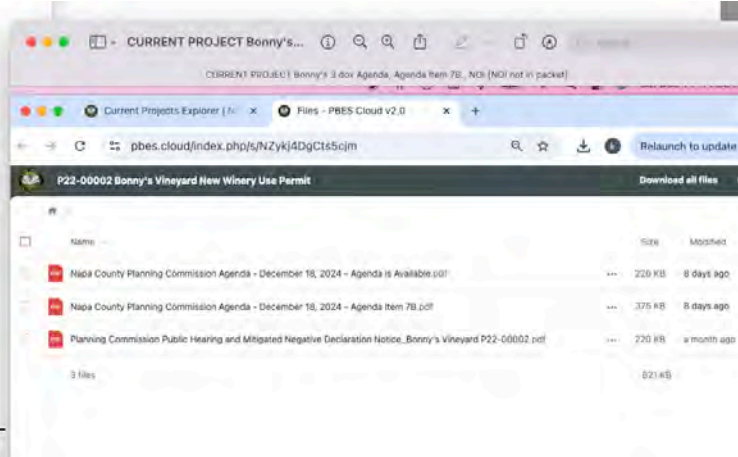 CURRENT PROJECT Bonny's...
CURRENT PROJECT Bonny's 3 dox Agenda, Agenda Item 7B, NOI (NOI not in packet)
Current Projects Explorer | N
Files - PBES Cloud v2.0
pbes.cloud/index.php/s/NZykj4DgCts5cjm
Relaunch to update
P22-00002 Bonny's Vineyard New Winery Use Permit
Download all files
Name
Size
Modified
Napa County Planning Commission Agenda - December 18, 2024 - Agenda is Available.pdf
... 226 KB 8 days ago
Napa County Planning Commission Agenda - December 18, 2024 - Agenda Item 7B.pdf
... 375 KB 8 days ago
Planning Commission Public Hearing and Mitigated Negative Declaration Notice_Bonny's Vineyard P22-00002.pdf
... 220 KB a month ago
3 files
821 KB